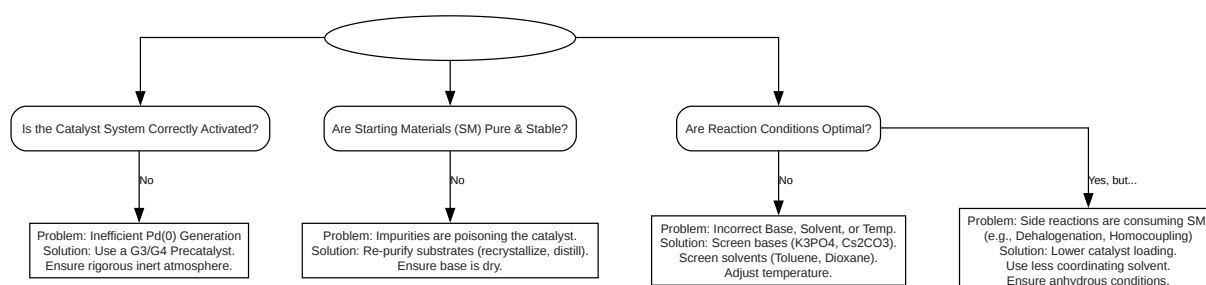 Is the Catalyst System Correctly Activated?
Are Starting Materials (SM) Pure & Stable?
Are Reaction Conditions Optimal?
No
No
No
Yes, but...
Problem: Inefficient Pd(0) Generation
Solution: Use a G3/G4 Precatalyst.
Ensure rigorous inert atmosphere.
Problem: Impurities are poisoning the catalyst.
Solution: Re-purify substrates (recrystallize, distill).
Ensure base is dry.
Problem: Incorrect Base, Solvent, or Temp.
Solution: Screen bases (K3PO4, Cs2CO3).
Screen solvents (Toluene, Dioxane).
Adjust temperature.
Problem: Side reactions are consuming SM
(e.g., Dehalogenation, Homocoupling)
Solution: Lower catalyst loading.
Use less coordinating solvent.
Ensure anhydrous conditions.